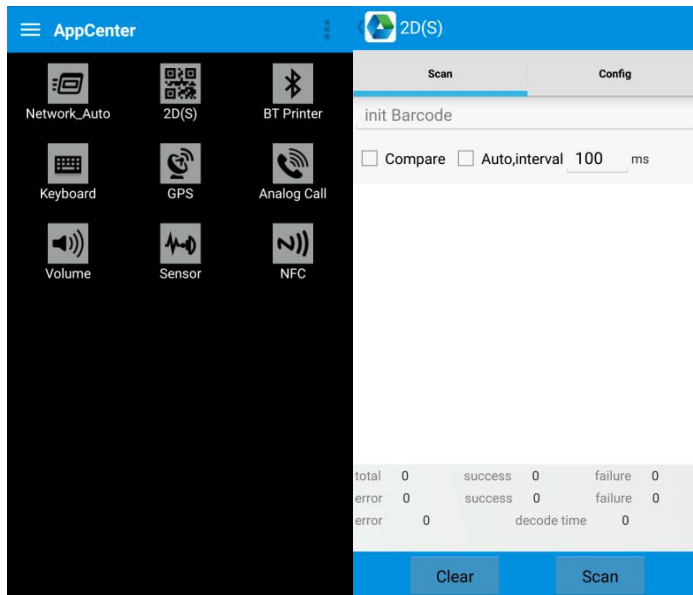 AppCenter
Network_Auto 2D(S) BT Printer
Keyboard GPS Analog Call
Volume Sensor NFC
2D(S)
Scan Config
init Barcode
Compare Auto,interval 100 ms
total 0 success 0 failure 0
error 0 success 0 failure 0
error 0 decode time 0
Clear Scan